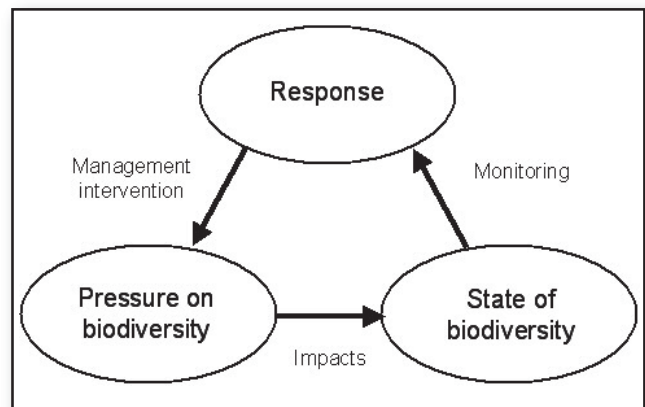 Response
Management
intervention
Monitoring
Pressure on
biodiversity
State of
biodiversity
Impacts